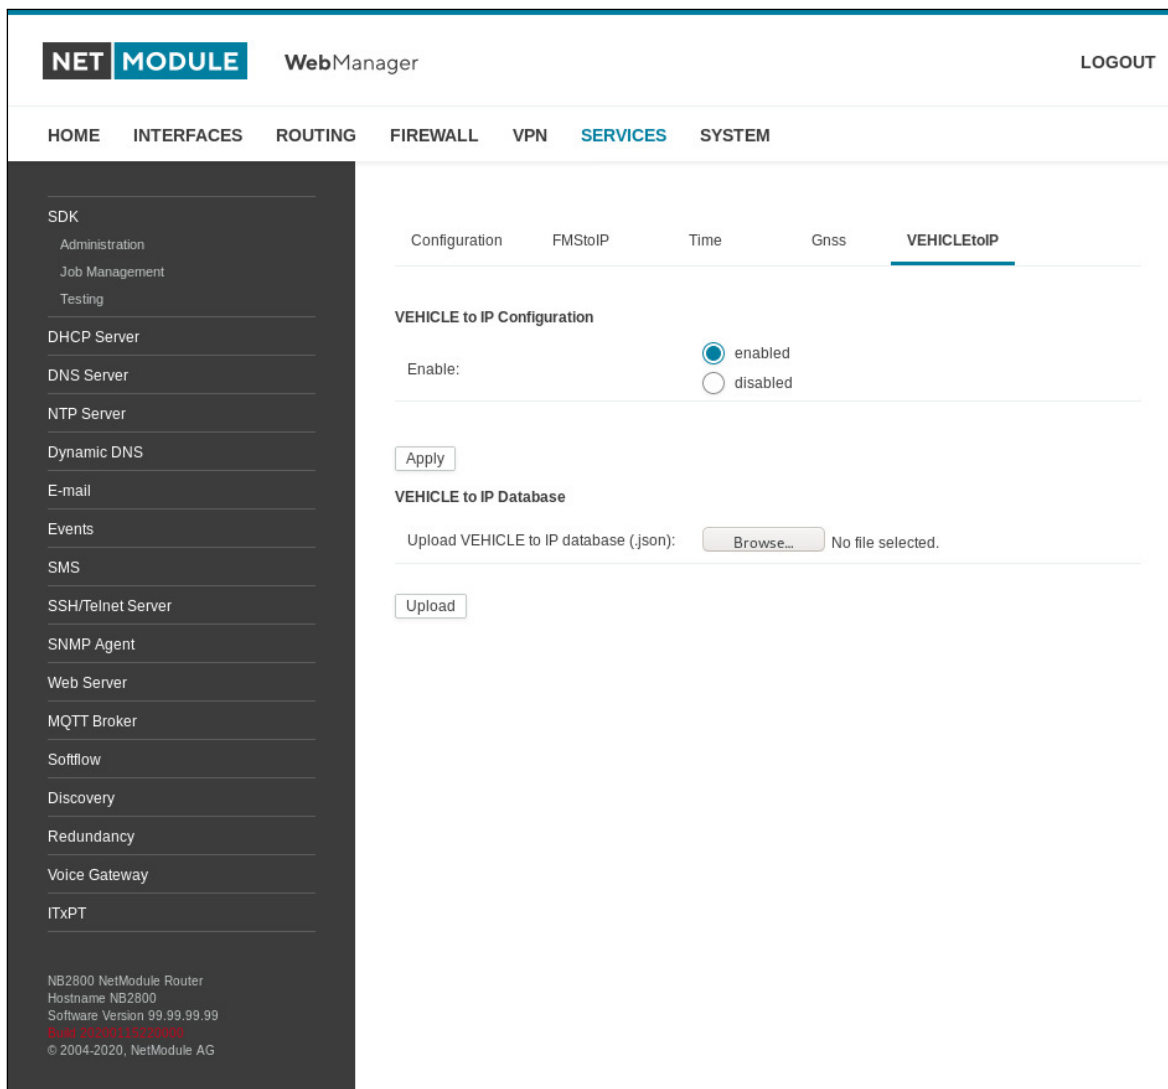 NET MODULE WebManager LOGOUT
HOME INTERFACES ROUTING FIREWALL VPN SERVICES SYSTEM
SDK
Administration
Job Management
Testing
DHCP Server
DNS Server
NTP Server
Dynamic DNS
E-mail
Events
SMS
SSH/Telnet Server
SNMP Agent
Web Server
MQTT Broker
Softflow
Discovery
Redundancy
Voice Gateway
ITxPT
NB2800 NetModule Router
Hostname NB2800
Software Version 99.99.99.99
Build
© 2004-2020, NetModule AG
Configuration FMStoIP Time Gnss VEHICLEtoIP
VEHICLE to IP Configuration
Enable:
enabled
disabled
Apply
VEHICLE to IP Database
Upload VEHICLE to IP database (.json): Browse... No file selected.
Upload